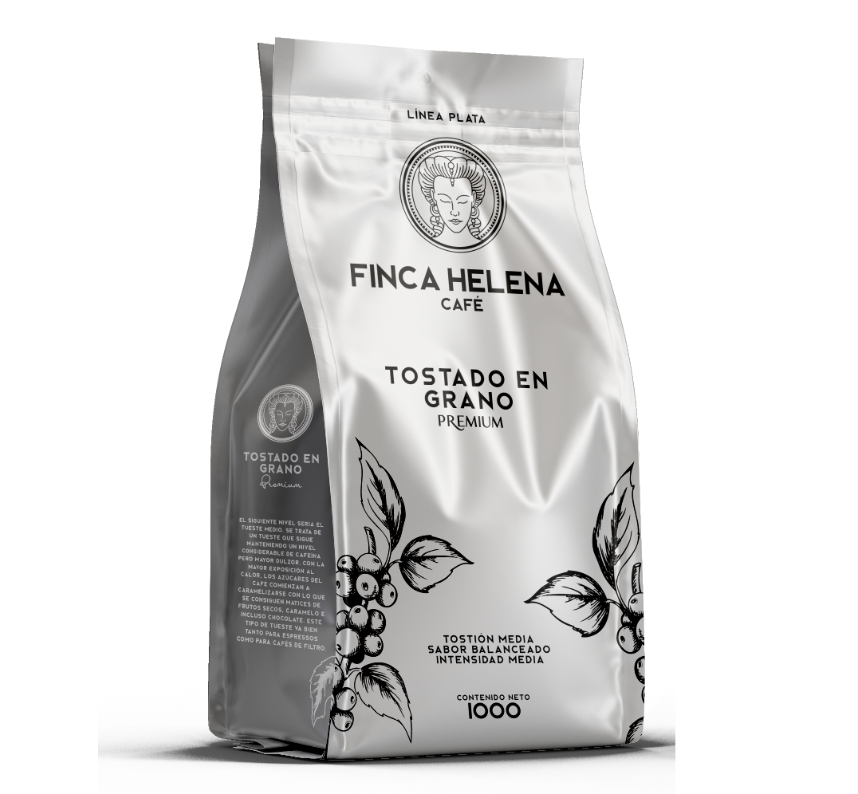 LÍNEA PLATA
FINCA HELENA
CAFÉ
TOSTADO EN
GRANO
PREMIUM
TOSTIÓN MEDIA
SABOR BALANCEADO
INTENSIDAD MEDIA
CONTENIDO NETO
1000
TOSTADO EN
GRANO
Premium
EL SIGUIENTE NIVEL SERIA EL
TUESTE MEDIO. SE TRATA DE
UN TUESTE QUE SIGUE
MANTENIENDO UN NIVEL
CONSIDERABLE DE CAFEINA
PERO MAYOR DULZOR. CON LA
MAYOR EXPOSICIÓN AL
CALOR, LOS AZUCARES DEL
CAFE COMIENZAN A
CARAMELIZARSE CON LO QUE
SE CONSIGUEN MATICES DE
FRUTOS SECOS, CARAMELO E
INCLUSO CHOCOLATE. ESTE
TIPO DE TUESTE VA BIEN
TANTO PARA ESPRESSOS
COMO PARA CAFÉS DE FILTRO.